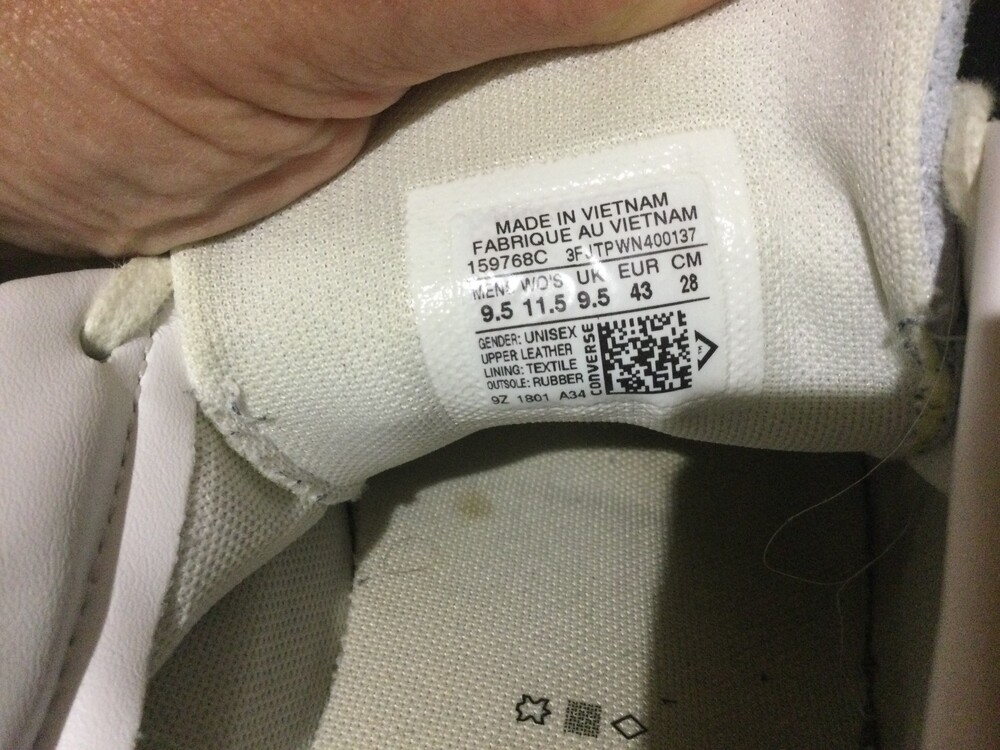 MADE IN VIETNAM
FABRIQUE AU VIETNAM
159768C 3FJTPWN400137
MENS WO'S UK EUR CM
9.5 11.5 9.5 43 28
GENDER: UNISEX
UPPER LEATHER
LINING: TEXTILE
OUTSOLE: RUBBER
9Z 1801 A34
CONVERSE